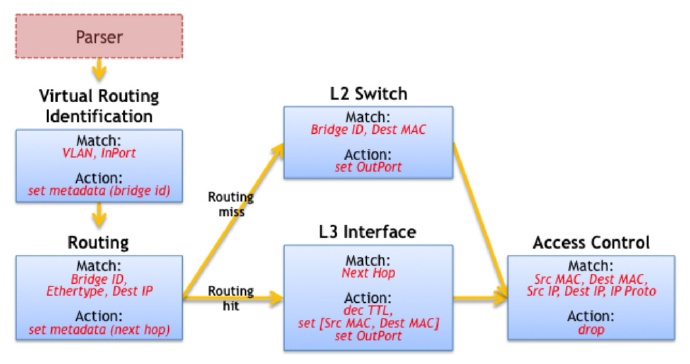 Parser
Virtual Routing
Identification
Match:
VLAN, InPort
Action:
set metadata (bridge id)
Routing
Match:
Bridge ID,
Ethertype, Dest IP
Action:
set metadata (next hop)
Routing
miss
Routing
hit
L2 Switch
Match:
Bridge ID, Dest MAC
Action:
set OutPort
L3 Interface
Match:
Next Hop
Action:
dec TTL,
set [Src MAC, Dest MAC]
set OutPort
Access Control
Match:
Src MAC, Dest MAC,
Src IP, Dest IP, IP Proto
Action:
drop